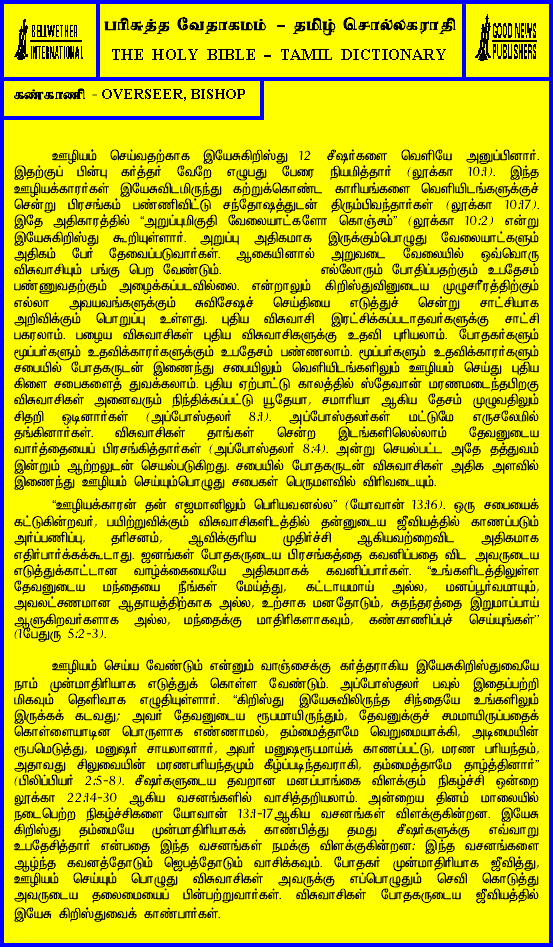 BELLWETHER
INTERNATIONAL
பரிசுத்த வேதாகமம் – தமிழ் சொல்லகராதி
THE HOLY BIBLE – TAMIL DICTIONARY
GOOD NEWS
PUBLISHERS
கண்காணி - OVERSEER, BISHOP
ஊழியம் செய்வதற்காக இயேசுகிறிஸ்து 12 சீஷர்களை வெளியே அனுப்பினார்.
இதற்குப் பின்பு கர்த்தர் வேறே எழுபது பேரை நியமித்தார் (லூக்கா 10:1). இந்த
ஊழியக்காரர்கள் இயேசுவிடமிருந்து கற்றுக்கொண்ட காரியங்களை வெளியிடங்களுக்குச்
சென்று பிரசங்கம் பண்ணிவிட்டு சந்தோஷத்துடன் திரும்பிவந்தார்கள் (லூக்கா 10:17).
இதே அதிகாரத்தில் “அறுப்புமிகுதி வேலையாட்களோ கொஞ்சம்” (லூக்கா 10:2) என்று
இயேசுகிறிஸ்து கூறியுள்ளார். அறுப்பு அதிகமாக இருக்கும்பொழுது வேலையாட்களும்
அதிகம் பேர் தேவைப்படுவார்கள். ஆகையினால் அறுவடை வேலையில் ஒவ்வொரு
விசுவாசியும் பங்கு பெற வேண்டும். எல்லோரும் போதிப்பதற்கும் உபதேசம்
பண்ணுவதற்கும் அழைக்கப்படவில்லை. என்றாலும் கிறிஸ்துவினுடைய முழுசரீரத்திற்கும்
எல்லா அவயவங்களுக்கும் சுவிசேஷச் செய்தியை எடுத்துச் சென்று சாட்சியாக
அறிவிக்கும் பொறுப்பு உள்ளது. புதிய விசுவாசி இரட்சிக்கப்படாதவர்களுக்கு சாட்சி
பகரலாம். பழைய விசுவாசிகள் புதிய விசுவாசிகளுக்கு உதவி புரியலாம். போதகர்களும்
மூப்பர்களும் உதவிக்காரர்களுக்கும் உபதேசம் பண்ணலாம். மூப்பர்களும் உதவிக்காரர்களும்
சபையில் போதகருடன் இணைந்து சபையிலும் வெளியிடங்களிலும் ஊழியம் செய்து புதிய
கிளை சபைகளைத் துவக்கலாம். புதிய ஏற்பாட்டு காலத்தில் ஸ்தேவான் மரணமடைந்தபிறகு
விசுவாசிகள் அனைவரும் நிந்திக்கப்பட்டு யூதேயா, சமாரியா ஆகிய தேசம் முழுவதிலும்
சிதறி ஓடினார்கள் (அப்போஸ்தலர் 8:1). அப்போஸ்தலர்கள் மட்டுமே எருசலேமில்
தங்கினார்கள். விசுவாசிகள் தாங்கள் சென்ற இடங்களிலெல்லாம் தேவனுடைய
வார்த்தையைப் பிரசங்கித்தார்கள் (அப்போஸ்தலர் 8:4). அன்று செயல்பட்ட அதே தத்துவம்
இன்றும் ஆற்றலுடன் செயல்படுகிறது. சபையில் போதகருடன் விசுவாசிகள் அதிக அளவில்
இணைந்து ஊழியம் செய்யும்பொழுது சபைகள் பெருமளவில் விரிவடையும்.
“ஊழியக்காரன் தன் எஜமானிலும் பெரியவனல்ல” (யோவான் 13:16). ஒரு சபையைக்
கட்டுகின்றவர், பயிற்றுவிக்கும் விசுவாசிகளிடத்தில் தன்னுடைய ஜீவியத்தில் காணப்படும்
அர்ப்பணிப்பு, தரிசனம், ஆவிக்குரிய முதிர்ச்சி ஆகியவற்றைவிட அதிகமாக
எதிர்பார்க்கக்கூடாது. ஜனங்கள் போதகருடைய பிரசங்கத்தை கவனிப்பதை விட அவருடைய
எடுத்துக்காட்டான வாழ்க்கையையே அதிகமாகக் கவனிப்பார்கள். “உங்களிடத்திலுள்ள
தேவனுடைய மந்தையை நீங்கள் மேய்த்து, கட்டாயமாய் அல்ல, மனப்பூர்வமாயும்,
அவலட்சணமான ஆதாயத்திற்காக அல்ல, உற்சாக மனதோடும், சுதந்தரத்தை இறுமாப்பாய்
ஆளுகிறவர்களாக அல்ல, மந்தைக்கு மாதிரிகளாகவும், கண்காணிப்புச் செய்யுங்கள்”
(1பேதுரு 5:2-3).
ஊழியம் செய்ய வேண்டும் என்னும் வாஞ்சைக்கு கர்த்தராகிய இயேசுகிறிஸ்துவையே
நாம் முன்மாதிரியாக எடுத்துக் கொள்ள வேண்டும். அப்போஸ்தலர் பவுல் இதைப்பற்றி
மிகவும் தெளிவாக எழுதியுள்ளார். “கிறிஸ்து இயேசுவிலிருந்த சிந்தையே உங்களிலும்
இருக்கக் கடவது; அவர் தேவனுடைய ரூபமாயிருந்தும், தேவனுக்குச் சமமாயிருப்பதைக்
கொள்ளையாடின பொருளாக எண்ணாமல், தம்மைத்தாமே வெறுமையாக்கி, அடிமையின்
ரூபமெடுத்து, மனுஷர் சாயலானார், அவர் மனுஷரூபமாய்க் காணப்பட்டு, மரண பரியந்தம்,
அதாவது சிலுவையின் மரணபரியந்தமும் கீழ்ப்படிந்தவராகி, தம்மைத்தாமே தாழ்த்தினார்”
(பிலிப்பியர் 2:5-8). சீஷர்களுடைய தவறான மனப்பாங்கை விளக்கும் நிகழ்ச்சி ஒன்றை
லூக்கா 22:14-30 ஆகிய வசனங்களில் வாசித்தறியலாம். அன்றைய தினம் மாலையில்
நடைபெற்ற நிகழ்ச்சிகளை யோவான் 13:1-17ஆகிய வசனங்கள் விளக்குகின்றன. இயேசு
கிறிஸ்து தம்மையே முன்மாதிரியாகக் காண்பித்து தமது சீஷர்களுக்கு எவ்வாறு
உபதேசித்தார் என்பதை இந்த வசனங்கள் நமக்கு விளக்குகின்றன: இந்த வசனங்களை
ஆழ்ந்த கவனத்தோடும் ஜெபத்தோடும் வாசிக்கவும். போதகர் முன்மாதிரியாக ஜீவித்து,
ஊழியம் செய்யும் பொழுது விசுவாசிகள் அவருக்கு எப்பொழுதும் செவி கொடுத்து
அவருடைய தலைமையைப் பின்பற்றுவார்கள். விசுவாசிகள் போதகருடைய ஜீவியத்தில்
இயேசு கிறிஸ்துவைக் காண்பார்கள்.